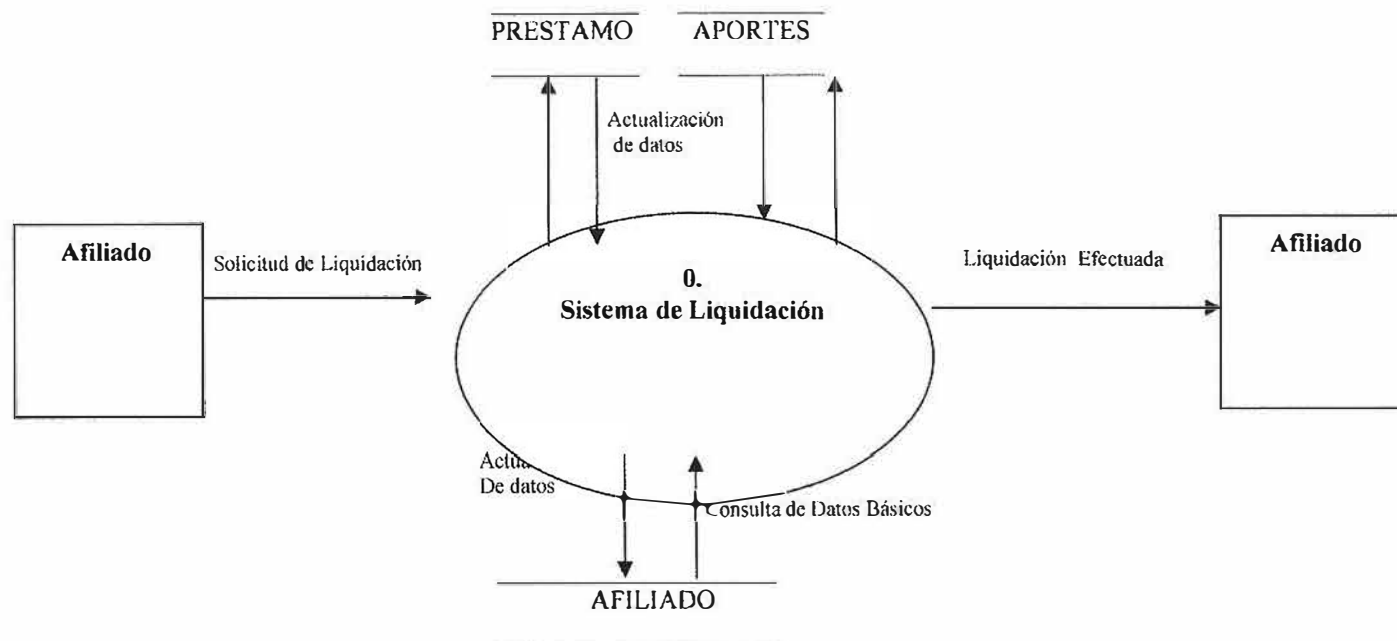 PRESTAMO
APORTES
Actualización
de datos
Afiliado
Solicitud de Liquidación
0.
Sistema de Liquidación
Liquidación Efectuada
Afiliado
De datos
Consulta de Datos Básicos
AFILIADO